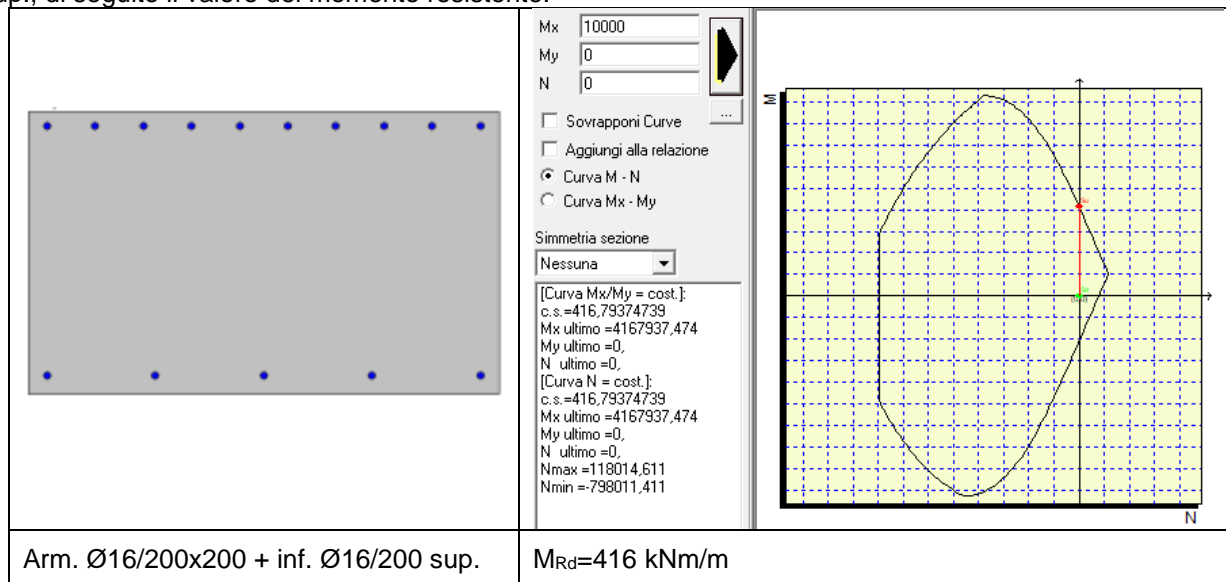 di seguito il valore del momento resistente.
Mx 10000
My 0
N 0
...
Sovrapponi Curve
Aggiungi alla relazione
Curva M - N
Curva Mx - My
Simmetria sezione
Nessuna
[Curva Mx/My = cost.]:
c.s.=416,79374739
Mx ultimo =4167937,474
My ultimo =0,
N ultimo =0,
[Curva N = cost.]:
c.s.=416,79374739
Mx ultimo =4167937,474
My ultimo =0,
N ultimo =0,
Nmax =118014,611
Nmin =-798011,411
M
N
Arm. Ø16/200x200 + inf. Ø16/200 sup.
MRd=416 kNm/m